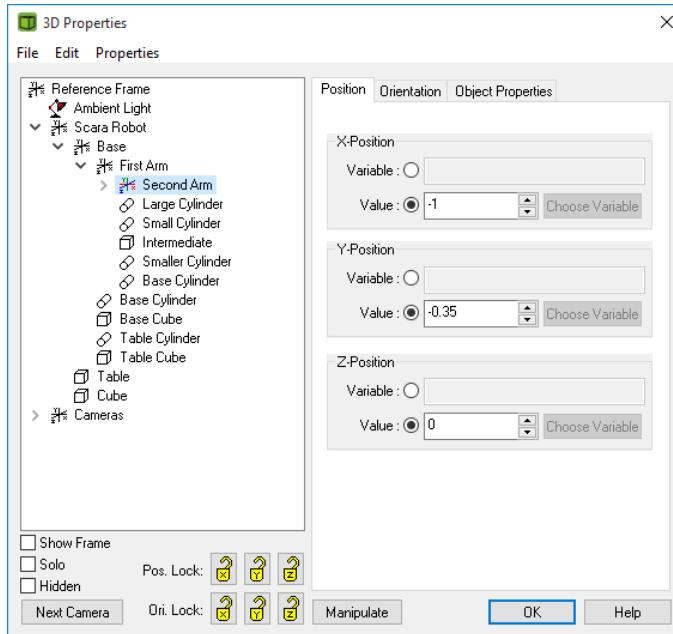 3D Properties
File Edit Properties
Reference Frame
Ambient Light
Scara Robot
Base
First Arm
Second Arm
Large Cylinder
Small Cylinder
Intermediate
Smaller Cylinder
Base Cylinder
Base Cylinder
Base Cube
Table Cylinder
Table Cube
Table
Cube
Cameras
Show Frame
Solo
Hidden
Pos. Lock: X Y Z
Next Camera
Ori. Lock: X Y Z
Position Orientation Object Properties
X-Position
Variable :
Value : -1 Choose Variable
Y-Position
Variable :
Value : -0.35 Choose Variable
Z-Position
Variable :
Value : 0 Choose Variable
Manipulate OK Help